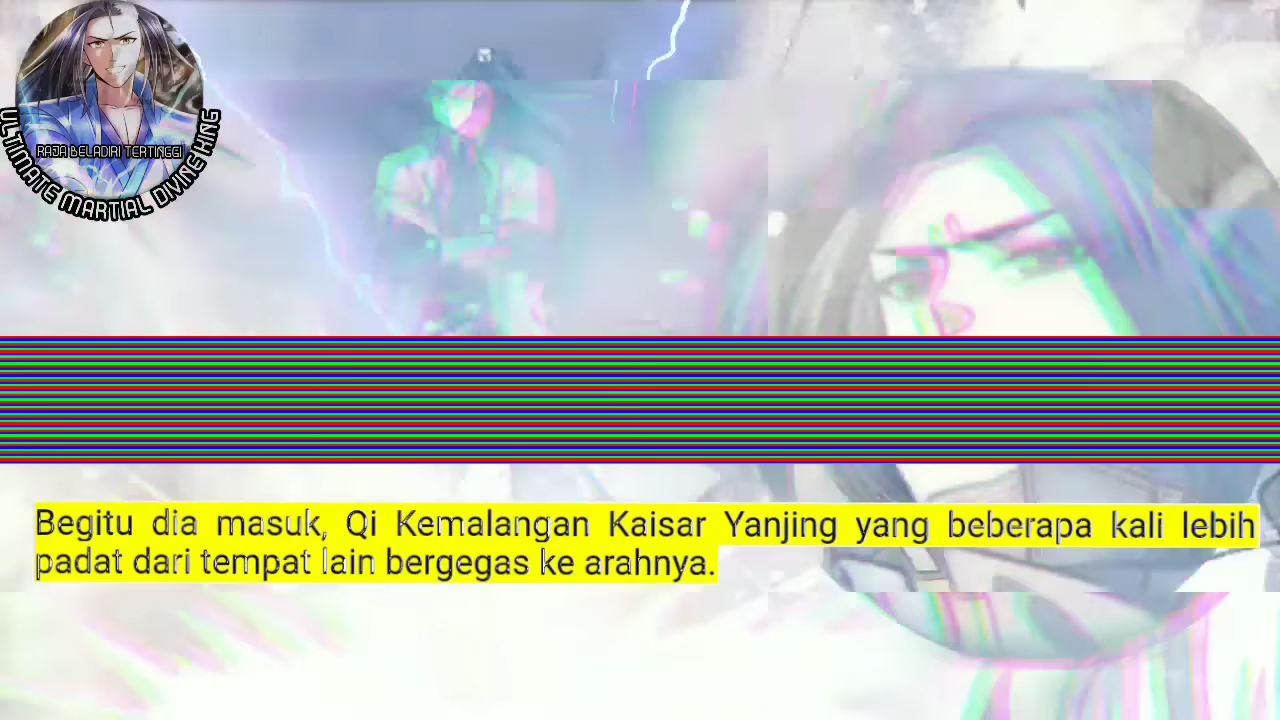 RAJA BELADIRI TERTINGGI
ULTIMATE MARTIAL DIVINE KING
Begitu dia masuk, Qi Kemalangan Kaisar Yanjing yang beberapa kali lebih
padat dari tempat lain bergegas ke arahnya.